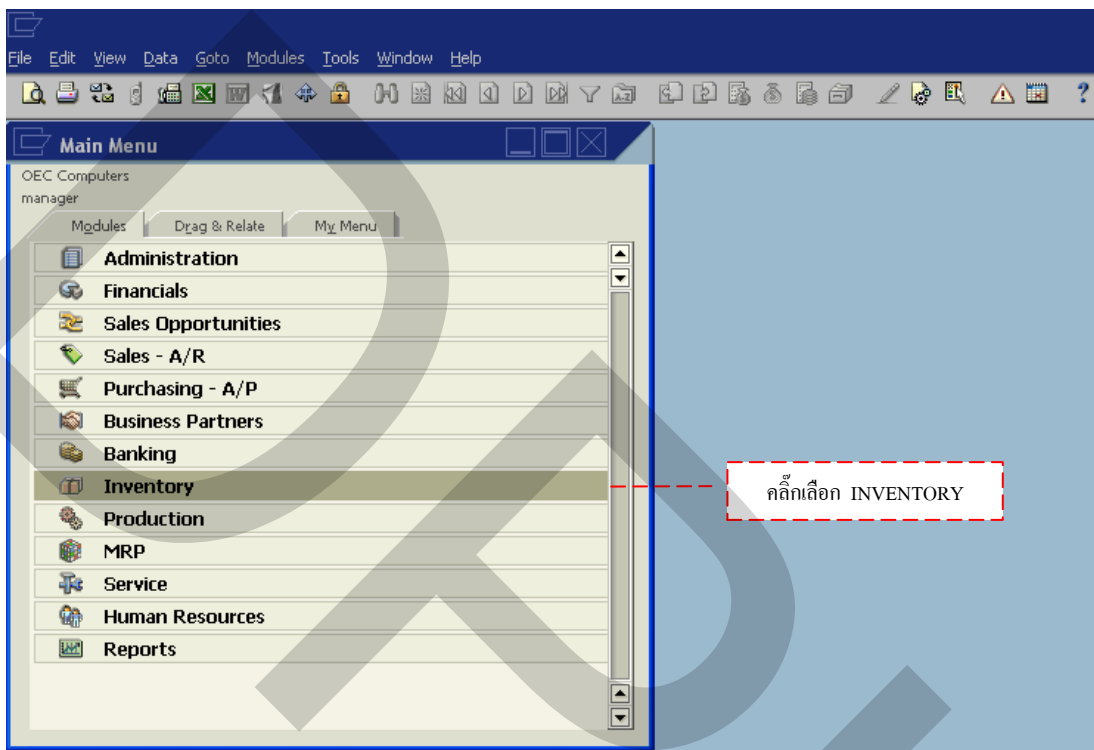 File Edit View Data Goto Modules Tools Window Help
Main Menu
OEC Computers
manager
Modules Drag & Relate My Menu
Administration
Financials
Sales Opportunities
Sales - A/R
Purchasing - A/P
Business Partners
Banking
Inventory
คลิ๊กเลือก INVENTORY
Production
MRP
Service
Human Resources
Reports